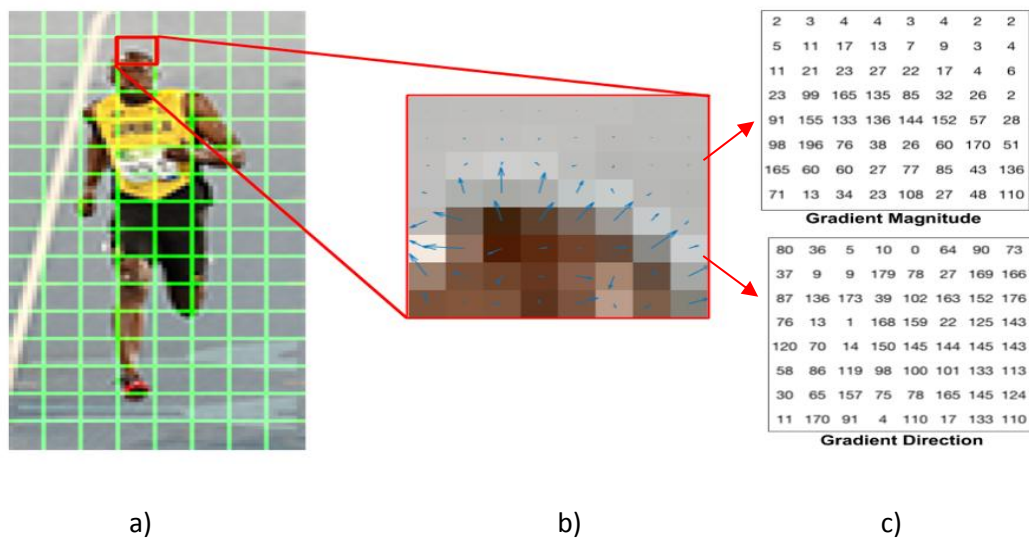 2 3 4 4 3 4 2 2
5 11 17 13 7 9 3 4
11 21 23 27 22 17 4 6
23 99 165 135 85 32 26 2
91 155 133 136 144 152 57 28
98 196 76 38 26 60 170 51
165 60 60 27 77 85 43 136
71 13 34 23 108 27 48 110
Gradient Magnitude
80 36 5 10 0 64 90 73
37 9 9 179 78 27 169 166
87 136 173 39 102 163 152 176
76 13 1 168 159 22 125 143
120 70 14 150 145 144 145 143
58 86 119 98 100 101 133 113
30 65 157 75 78 165 145 124
11 170 91 4 110 17 133 110
Gradient Direction
a)
b)
c)